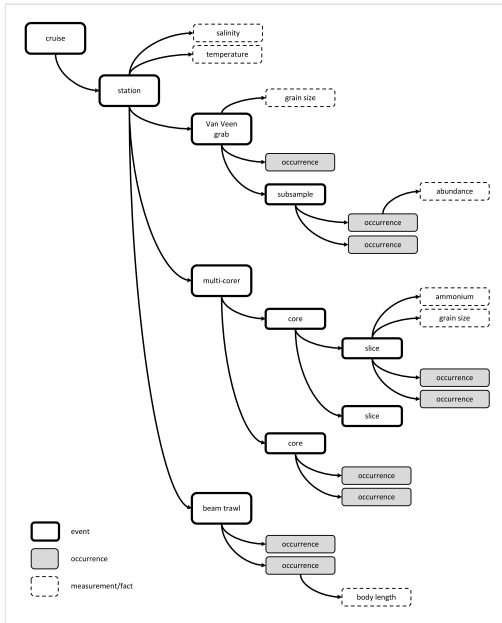 cruise
salinity
temperature
station
grain size
Van Veen
grab
occurrence
subsample
abundance
occurrence
occurrence
multi-corer
ammonium
core
grain size
slice
occurrence
occurrence
slice
core
occurrence
occurrence
beam trawl
event
occurrence
occurrence
occurrence
measurement/fact
body length